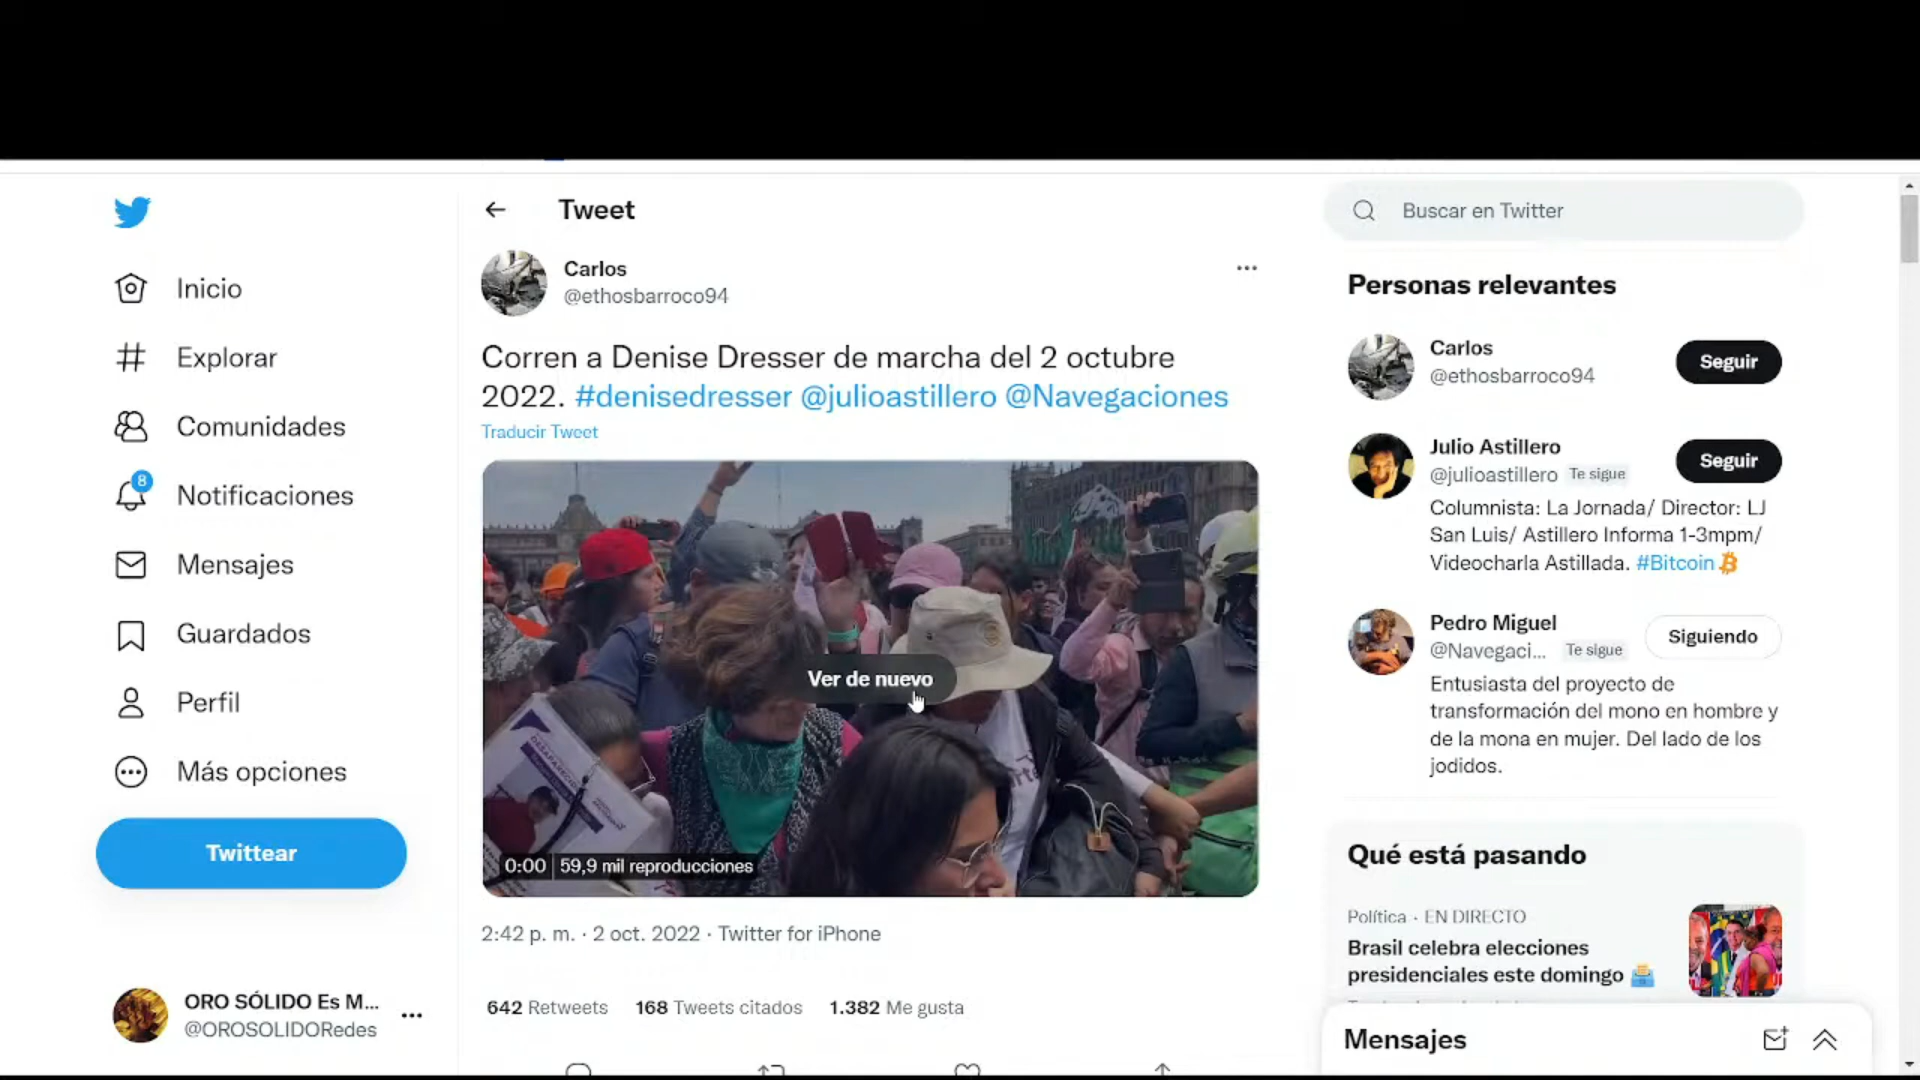 Tweet
Buscar en Twitter
Inicio
Explorar
Comunidades
8
Notificaciones
Mensajes
Guardados
Perfil
Más opciones
Twittear
ORO SÓLIDO Es M...
@OROSOLIDORedes
Carlos
@ethosbarroco94
Corren a Denise Dresser de marcha del 2 octubre
2022. #denisedresser @julioastillero @Navegaciones
Traducir Tweet
Ver de nuevo
0:00 59,9 mil reproducciones
2:42 p. m. · 2 oct. 2022 · Twitter for iPhone
642 Retweets 168 Tweets citados 1.382 Me gusta
Personas relevantes
Carlos
@ethosbarroco94
Seguir
Julio Astillero
@julioastillero Te sigue
Seguir
Columnista: La Jornada/ Director: LJ
San Luis/ Astillero Informa 1-3mpm/
Videocharla Astillada. #Bitcoin
Pedro Miguel
@Navegaci... Te sigue
Siguiendo
Entusiasta del proyecto de
transformación del mono en hombre y
de la mona en mujer. Del lado de los
jodidos.
Qué está pasando
Política · EN DIRECTO
Brasil celebra elecciones
presidenciales este domingo
Mensajes